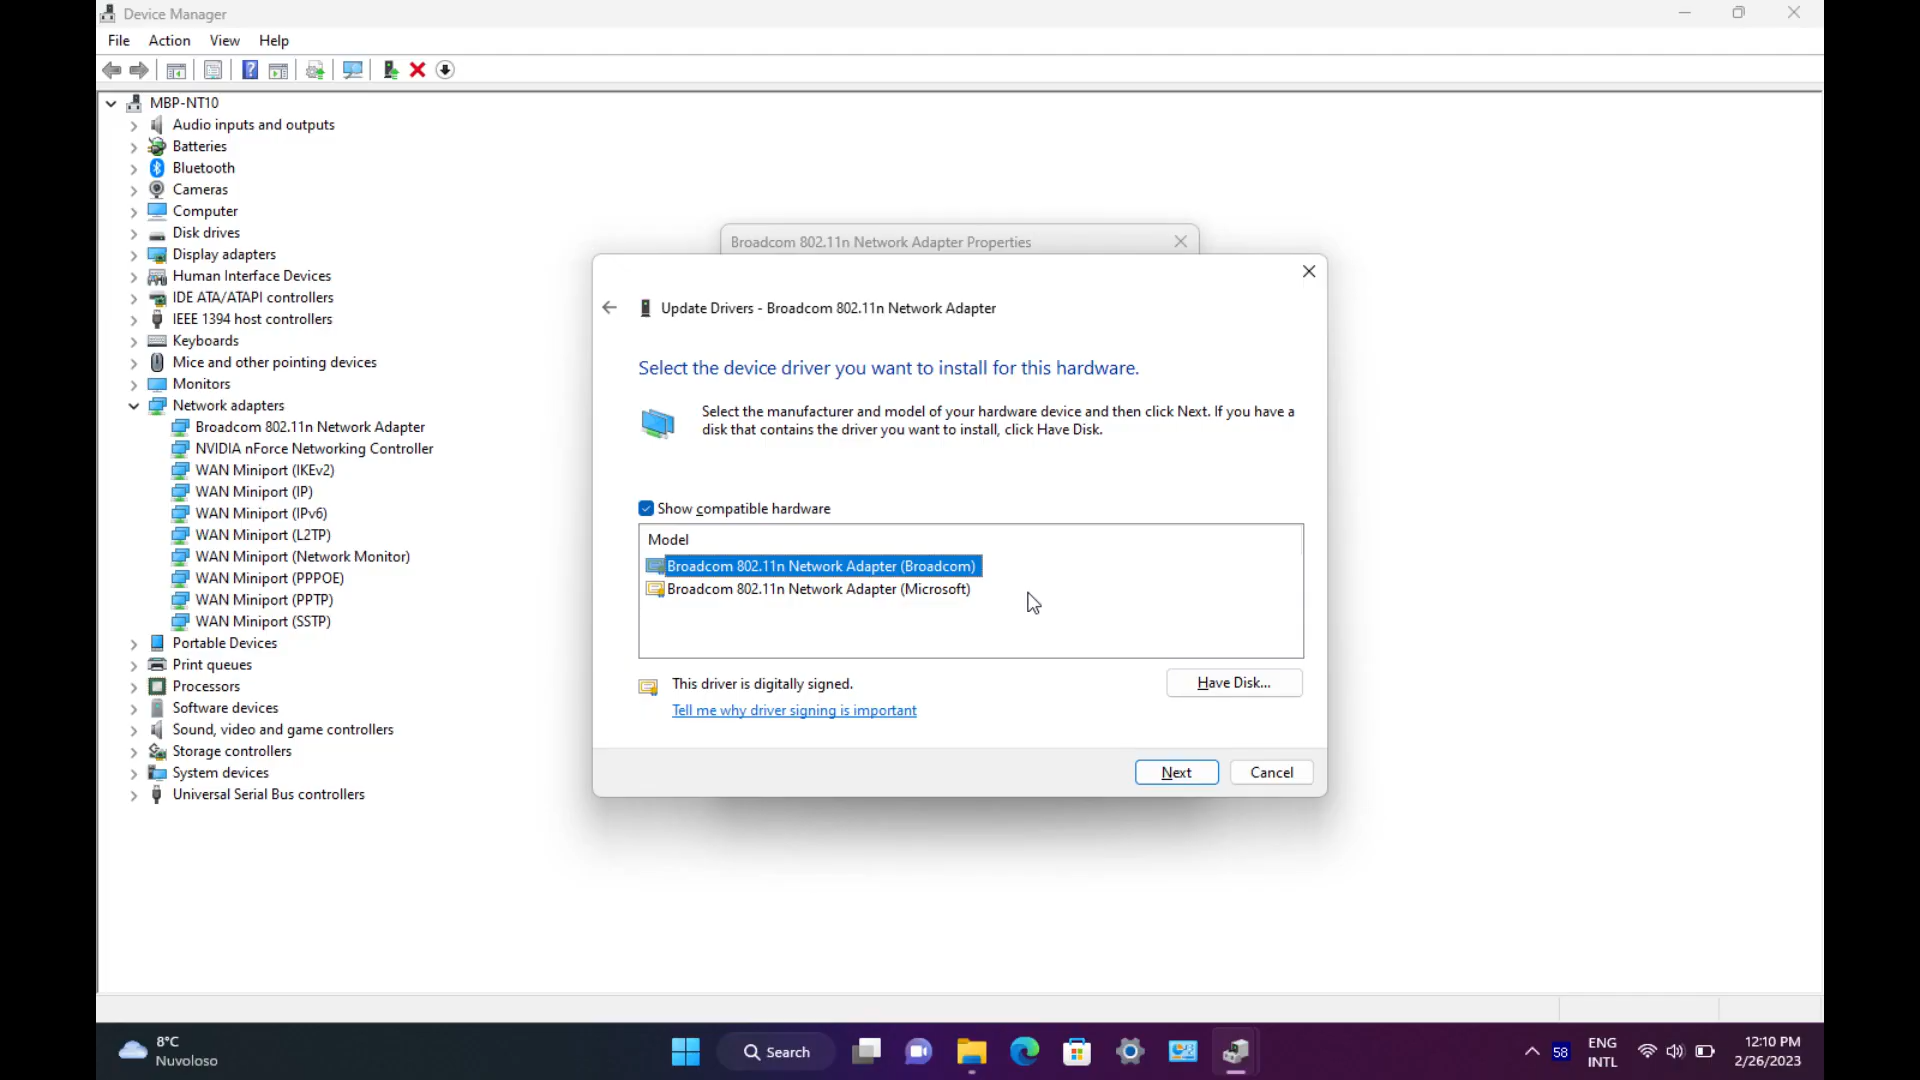 Device Manager
File Action View Help
MBP-NT10
Audio inputs and outputs
Batteries
Bluetooth
Cameras
Computer
Disk drives
Display adapters
Human Interface Devices
IDE ATA/ATAPI controllers
IEEE 1394 host controllers
Keyboards
Mice and other pointing devices
Monitors
Network adapters
Broadcom 802.11n Network Adapter
NVIDIA nForce Networking Controller
WAN Miniport (IKEv2)
WAN Miniport (IP)
WAN Miniport (IPv6)
WAN Miniport (L2TP)
WAN Miniport (Network Monitor)
WAN Miniport (PPPOE)
WAN Miniport (PPTP)
WAN Miniport (SSTP)
Portable Devices
Print queues
Processors
Software devices
Sound, video and game controllers
Storage controllers
System devices
Universal Serial Bus controllers
Broadcom 802.11n Network Adapter Properties
Update Drivers - Broadcom 802.11n Network Adapter
Select the device driver you want to install for this hardware.
Select the manufacturer and model of your hardware device and then click Next. If you have a
disk that contains the driver you want to install, click Have Disk.
Show compatible hardware
Model
Broadcom 802.11n Network Adapter (Broadcom)
Broadcom 802.11n Network Adapter (Microsoft)
This driver is digitally signed.
Have Disk...
Tell me why driver signing is important
Next
Cancel
8°C
Nuvoloso
Search
58
ENG
INTL
12:10 PM
2/26/2023